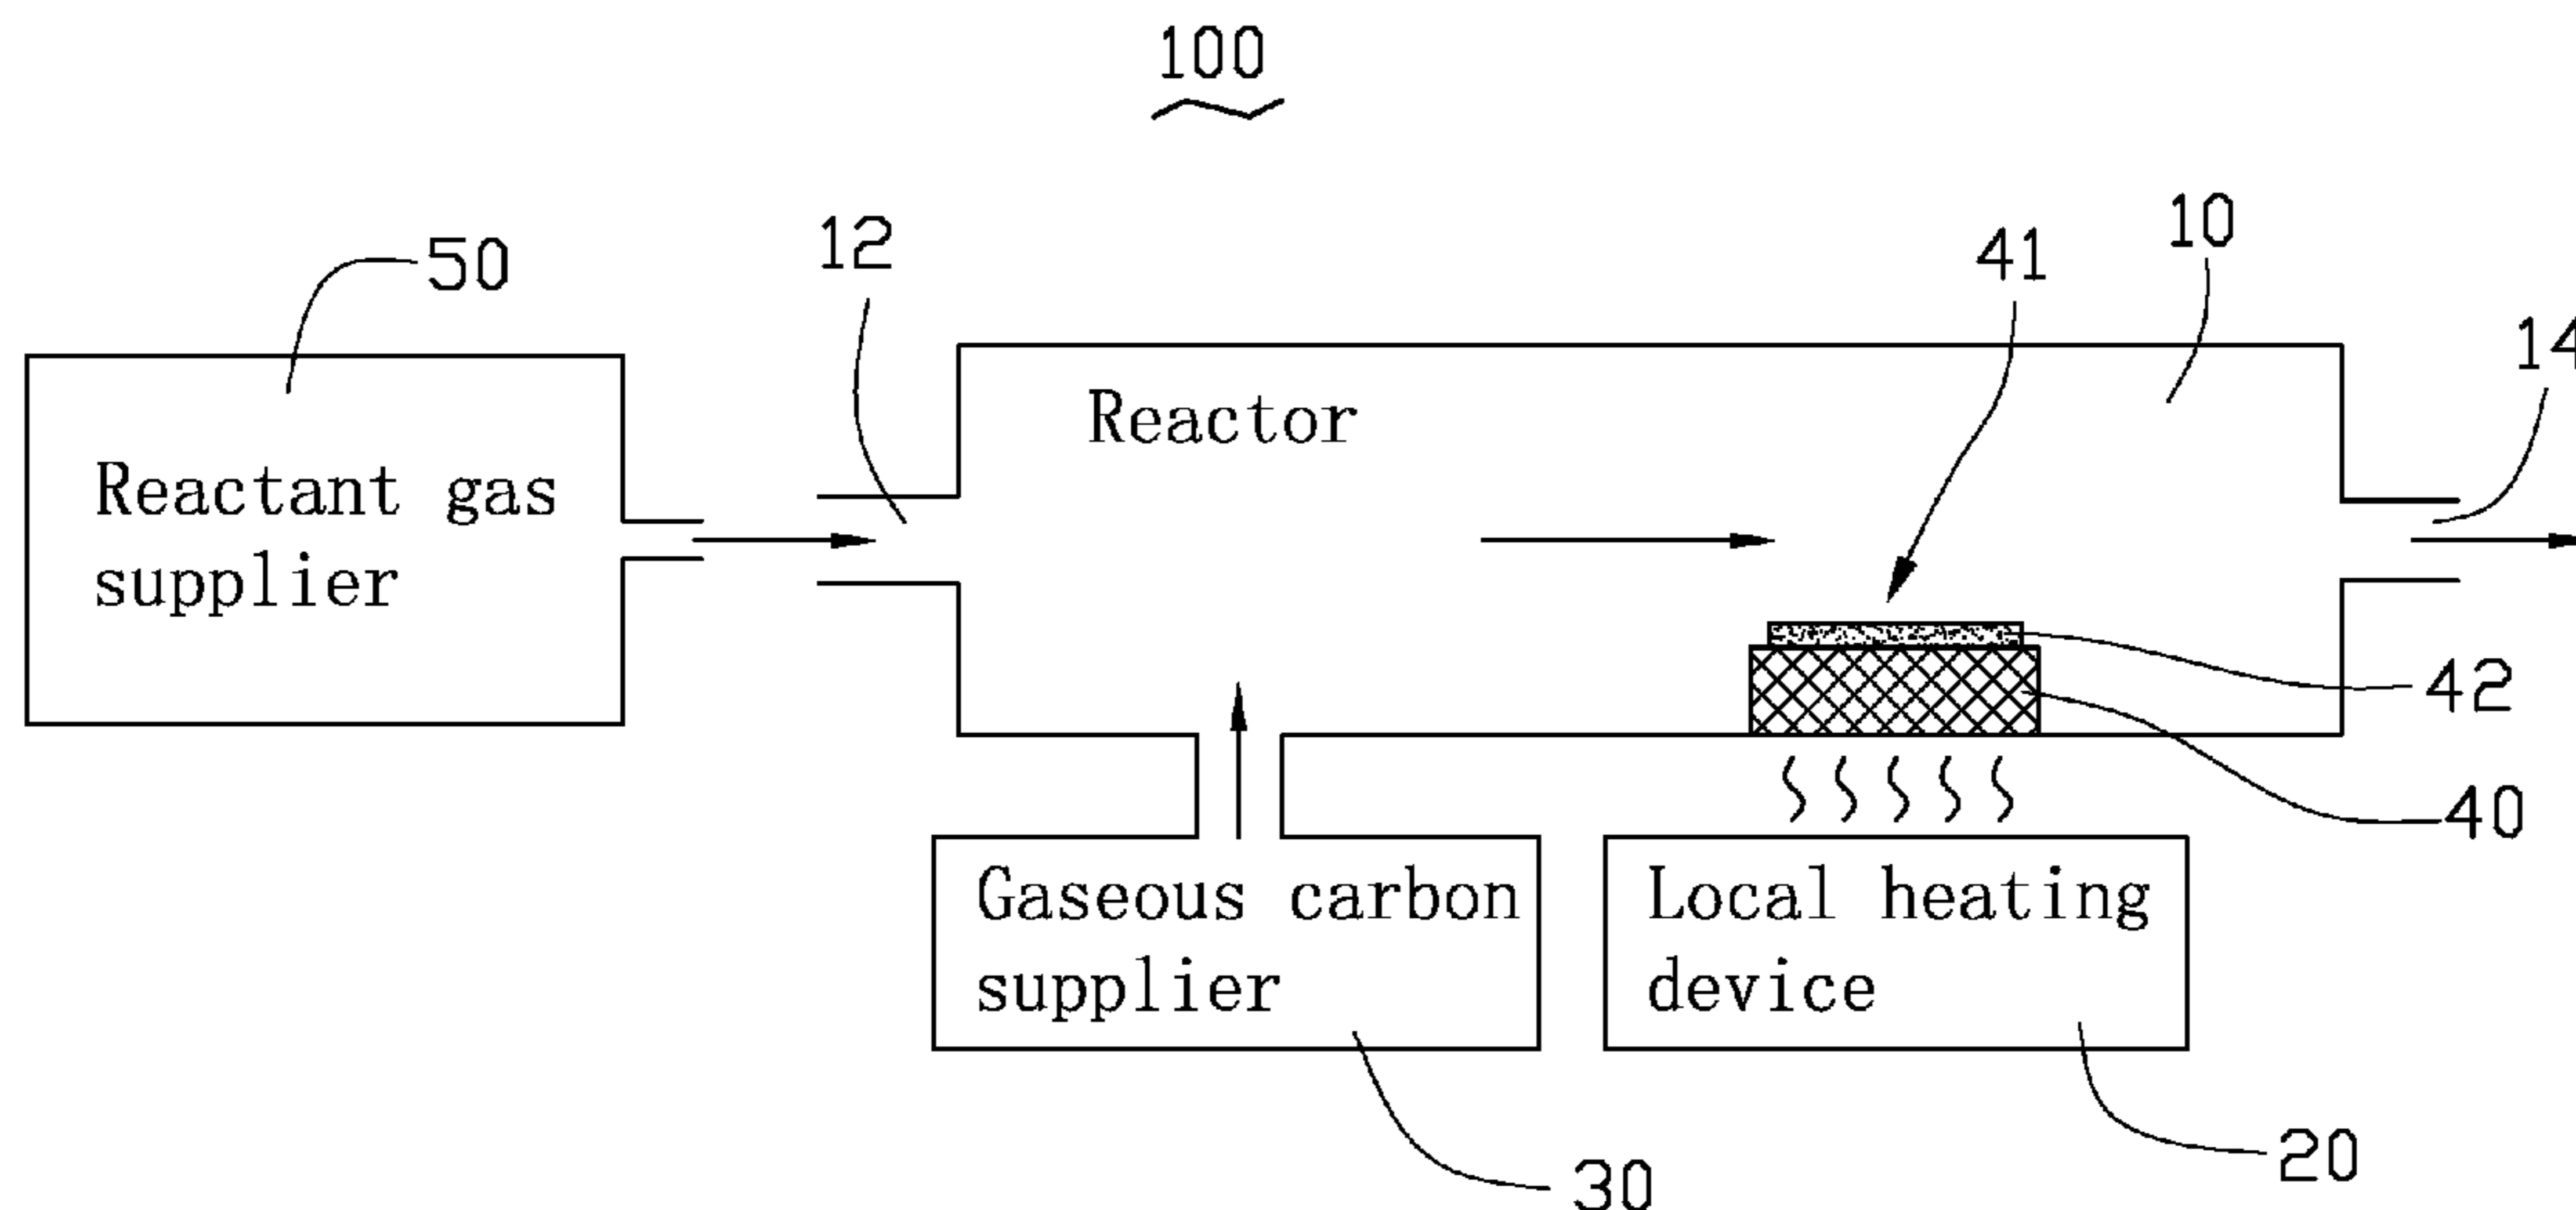 100
50
12
41
10
14
Reactor
Reactant gas
supplier
42
40
Gaseous carbon
supplier
Local heating
device
30
20